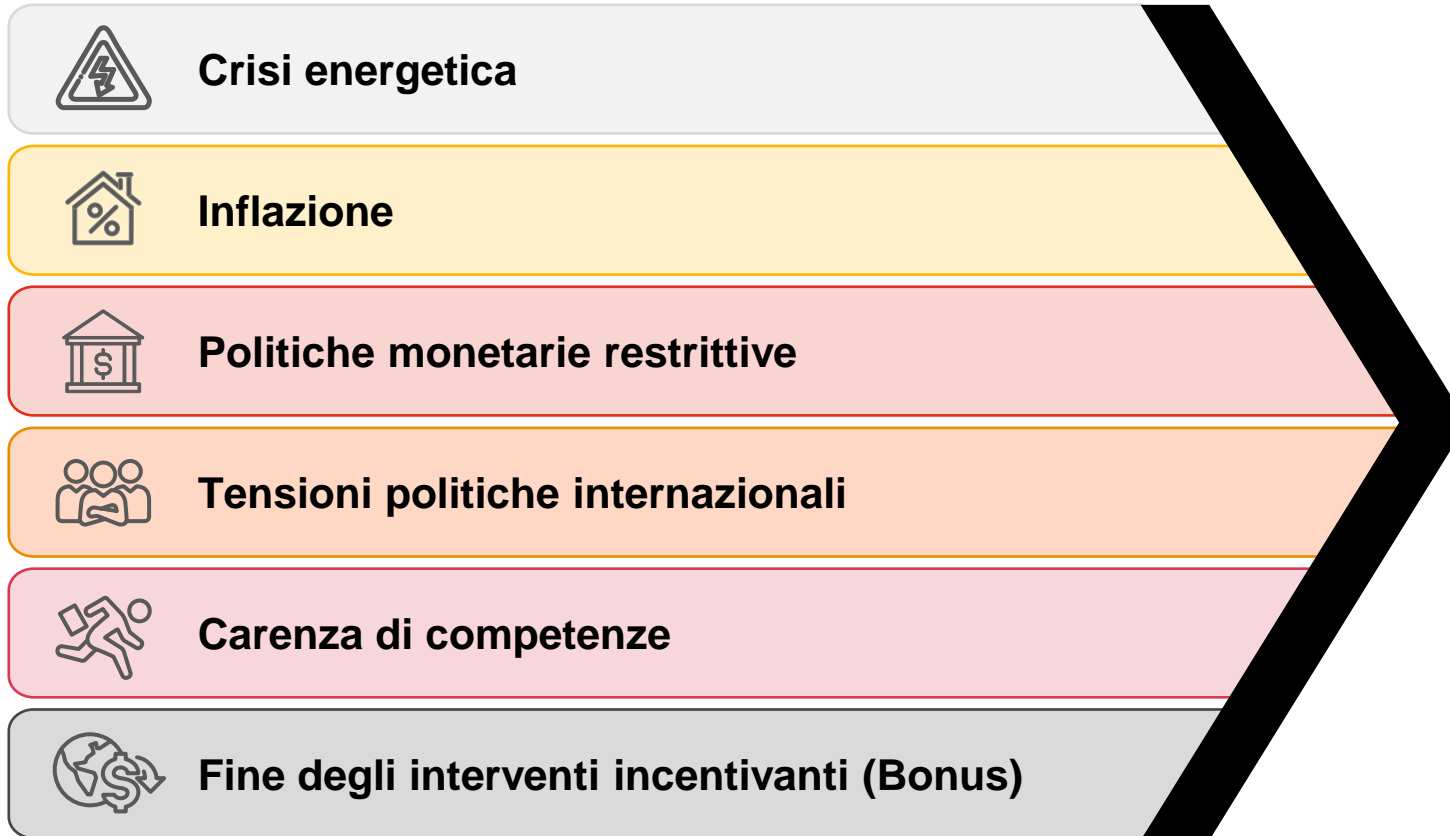 Crisi energetica
Inflazione
Politiche monetarie restrittive
Tensioni politiche internazionali
Carenza di competenze
Fine degli interventi incentivanti (Bonus)